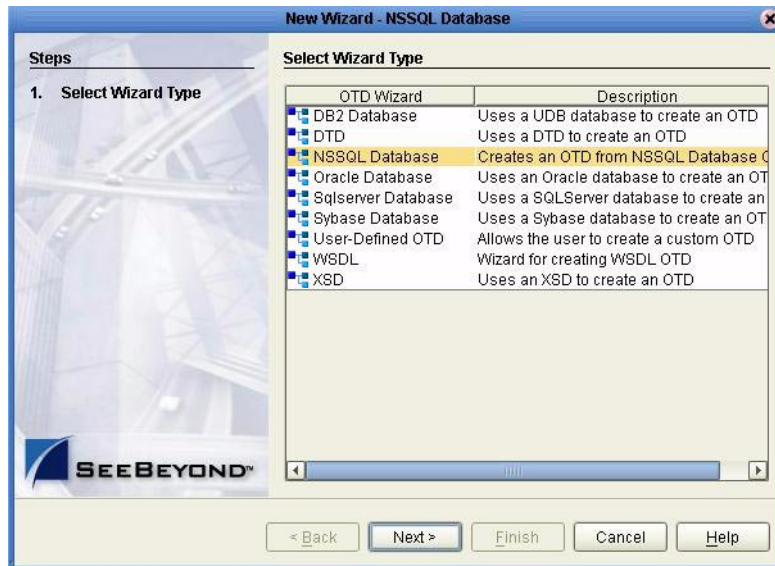 New Wizard - NSSQL Database
Steps
1. Select Wizard Type
Select Wizard Type
OTD Wizard Description
DB2 Database Uses a UDB database to create an OTD
DTD Uses a DTD to create an OTD
NSSQL Database Creates an OTD from NSSQL Database
Oracle Database Uses an Oracle database to create an OT
Sqlserver Database Uses a SQLServer database to create an
Sybase Database Uses a Sybase database to create an OT
User-Defined OTD Allows the user to create a custom OTD
WSDL Wizard for creating WSDL OTD
XSD Uses an XSD to create an OTD
SEEBEYOND™
< Back Next > Finish Cancel Help